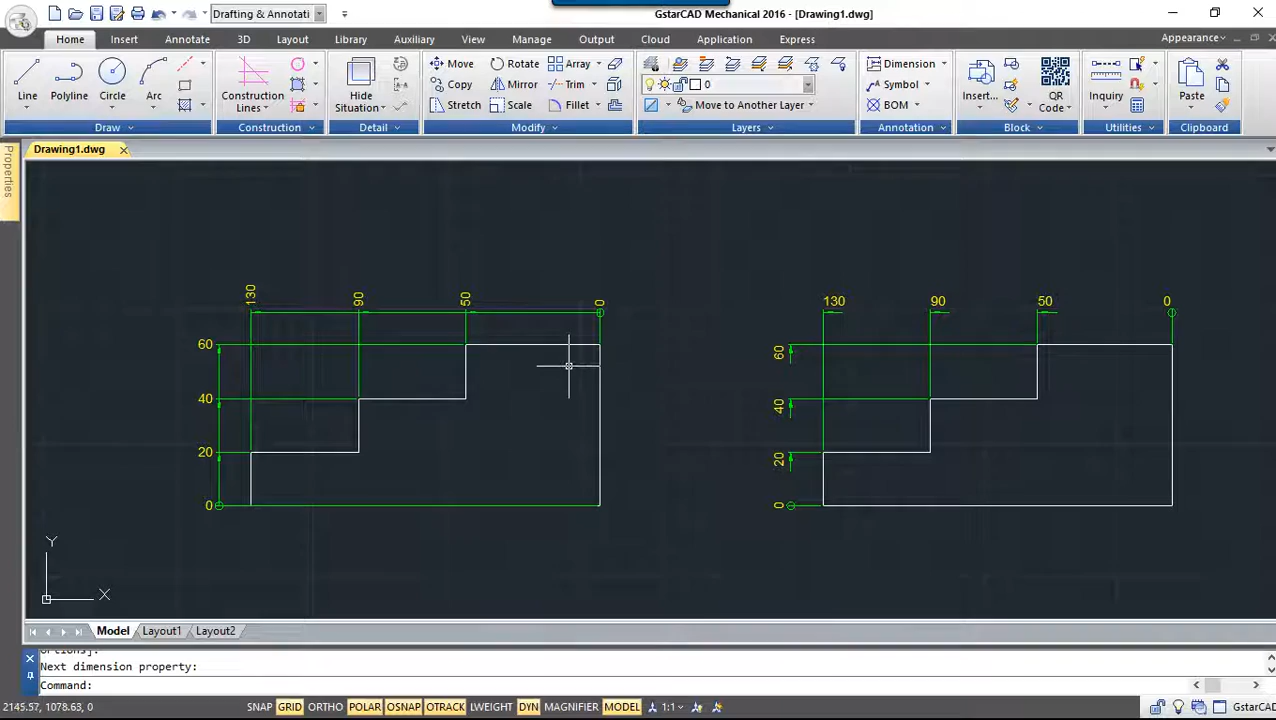 Drafting & Annotati
GstarCAD Mechanical 2016 - [Drawing1.dwg]
Home Insert Annotate 3D Layout Library Auxiliary View Manage Output Cloud Application Express Appearance
Line Polyline Circle Arc
Construction Lines
Hide Situation
Move Rotate Array
Copy Mirror Trim
Stretch Scale Fillet
0
Move to Another Layer
Dimension
Symbol
BOM
Insert...
QR Code
Inquiry
Paste
Draw Construction Detail Modify Layers Annotation Block Utilities Clipboard
Drawing1.dwg
Properties
130 90 50 0
60
40
20
0
130 90 50 0
60
40
20
0
Y
X
Model Layout1 Layout2
Next dimension property:
Command:
2145.57, 1078.63, 0 SNAP GRID ORTHO POLAR OSNAP OTRACK LWEIGHT DYN MAGNIFIER MODEL 1:1 GstarCAD